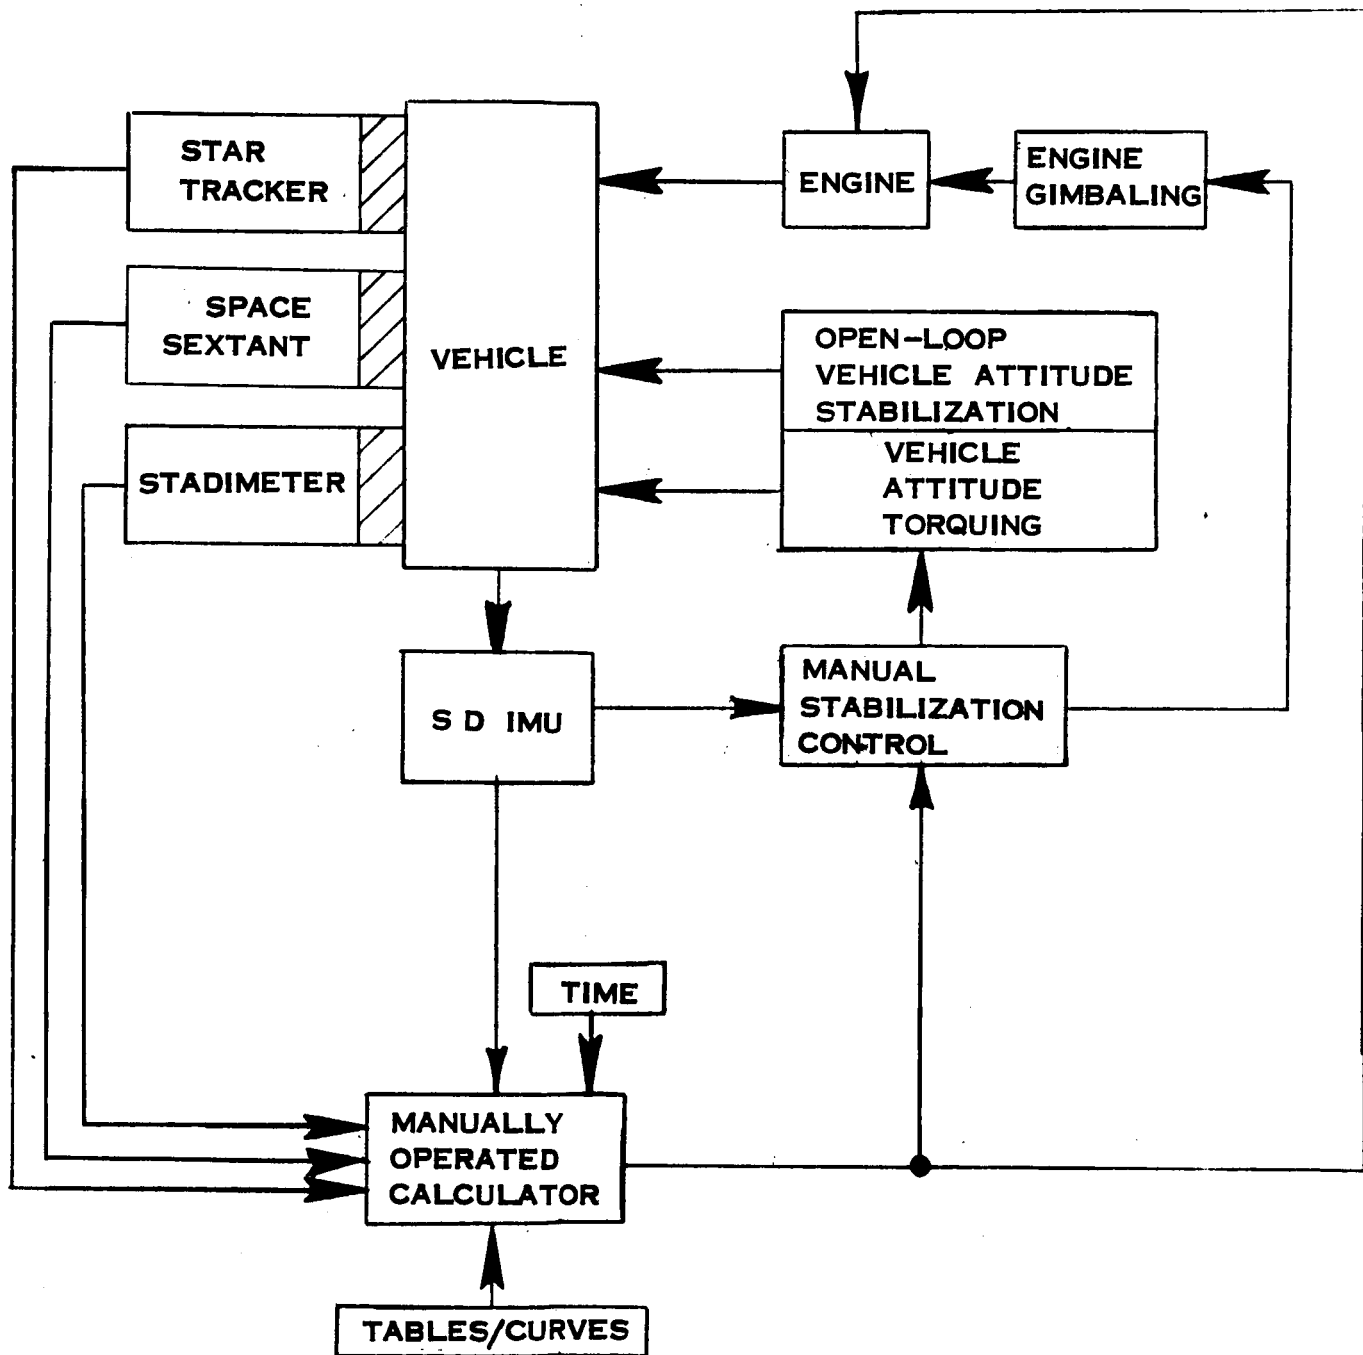 STAR
TRACKER
SPACE
SEXTANT
STADIMETER
VEHICLE
ENGINE
ENGINE
GIMBALING
OPEN-LOOP
VEHICLE ATTITUDE
STABILIZATION
VEHICLE
ATTITUDE
TORQUING
S D IMU
MANUAL
STABILIZATION
CONTROL
TIME
MANUALLY
OPERATED
CALCULATOR
TABLES/CURVES